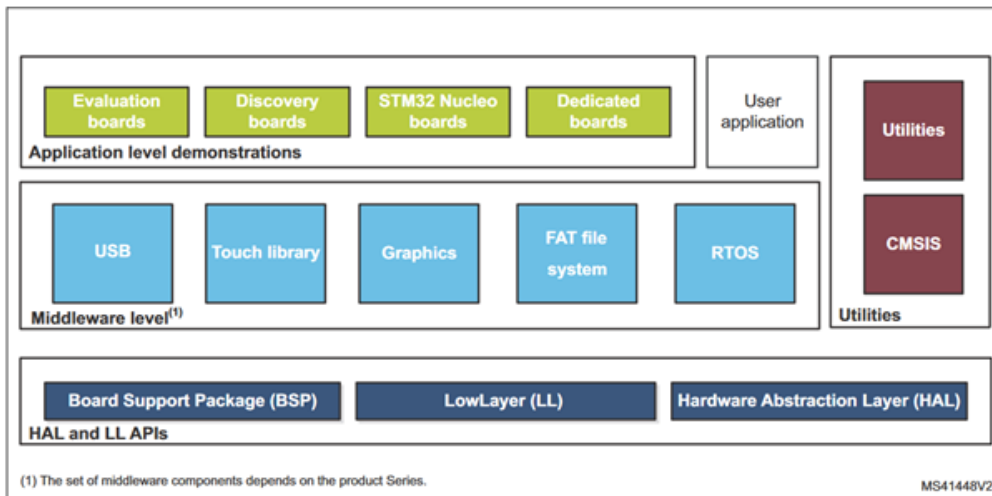 Evaluation
boards
Discovery
boards
STM32 Nucleo
boards
Dedicated
boards
Application level demonstrations
User
application
Utilities
CMSIS
Utilities
USB
Touch library
Graphics
FAT file
system
RTOS
Middleware level(1)
Board Support Package (BSP)
LowLayer (LL)
Hardware Abstraction Layer (HAL)
HAL and LL APIs
(1) The set of middleware components depends on the product Series.
MS41448V2